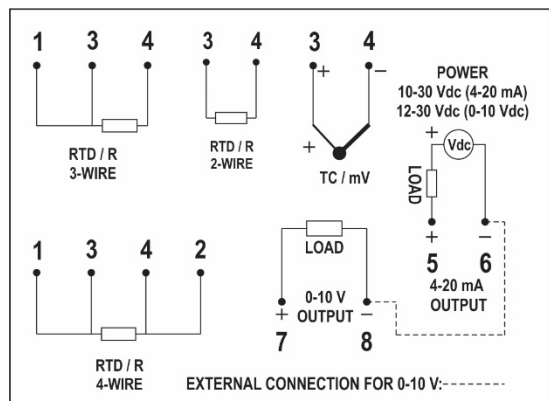 1 3 4
RTD / R
3-WIRE
3 4
RTD / R
2-WIRE
3 4
+ −
+
TC / mV
POWER
10-30 Vdc (4-20 mA)
12-30 Vdc (0-10 Vdc)
+ −
Vdc
LOAD
+ −
5 6
4-20 mA
OUTPUT
1 3 4 2
RTD / R
4-WIRE
LOAD
0-10 V
+ OUTPUT −
7 8
EXTERNAL CONNECTION FOR 0-10 V: